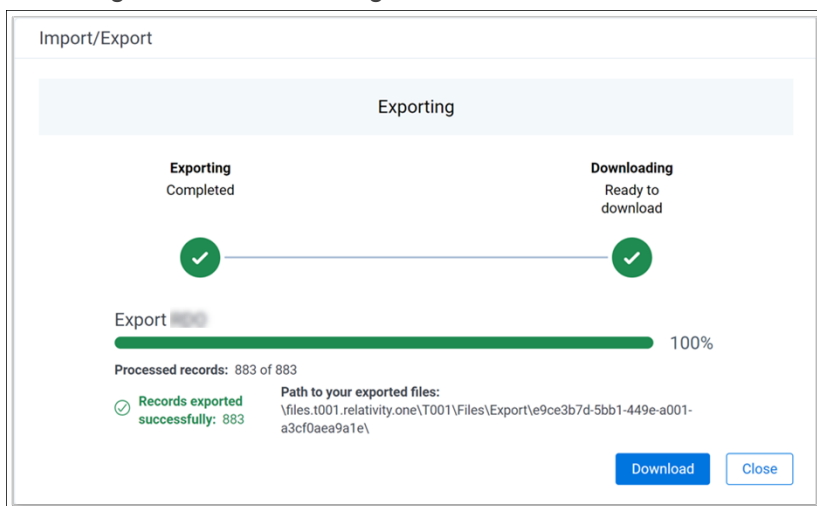 Import/Export
Exporting
Exporting
Completed
Downloading
Ready to
download
Export
100%
Processed records: 883 of 883
Records exported
successfully: 883
Path to your exported files:
\files.t001.relativity.one\T001\Files\Export\e9ce3b7d-5bb1-449e-a001-
a3cf0aea9a1e\
Download
Close